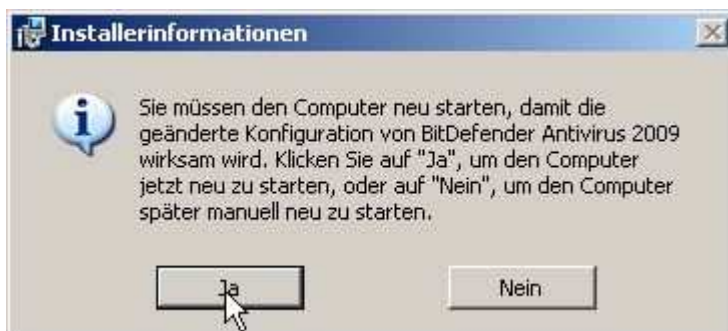 Installerinformationen
Sie müssen den Computer neu starten, damit die
geänderte Konfiguration von BitDefender Antivirus 2009
wirksam wird. Klicken Sie auf "Ja", um den Computer
jetzt neu zu starten, oder auf "Nein", um den Computer
später manuell neu zu starten.
Ja
Nein